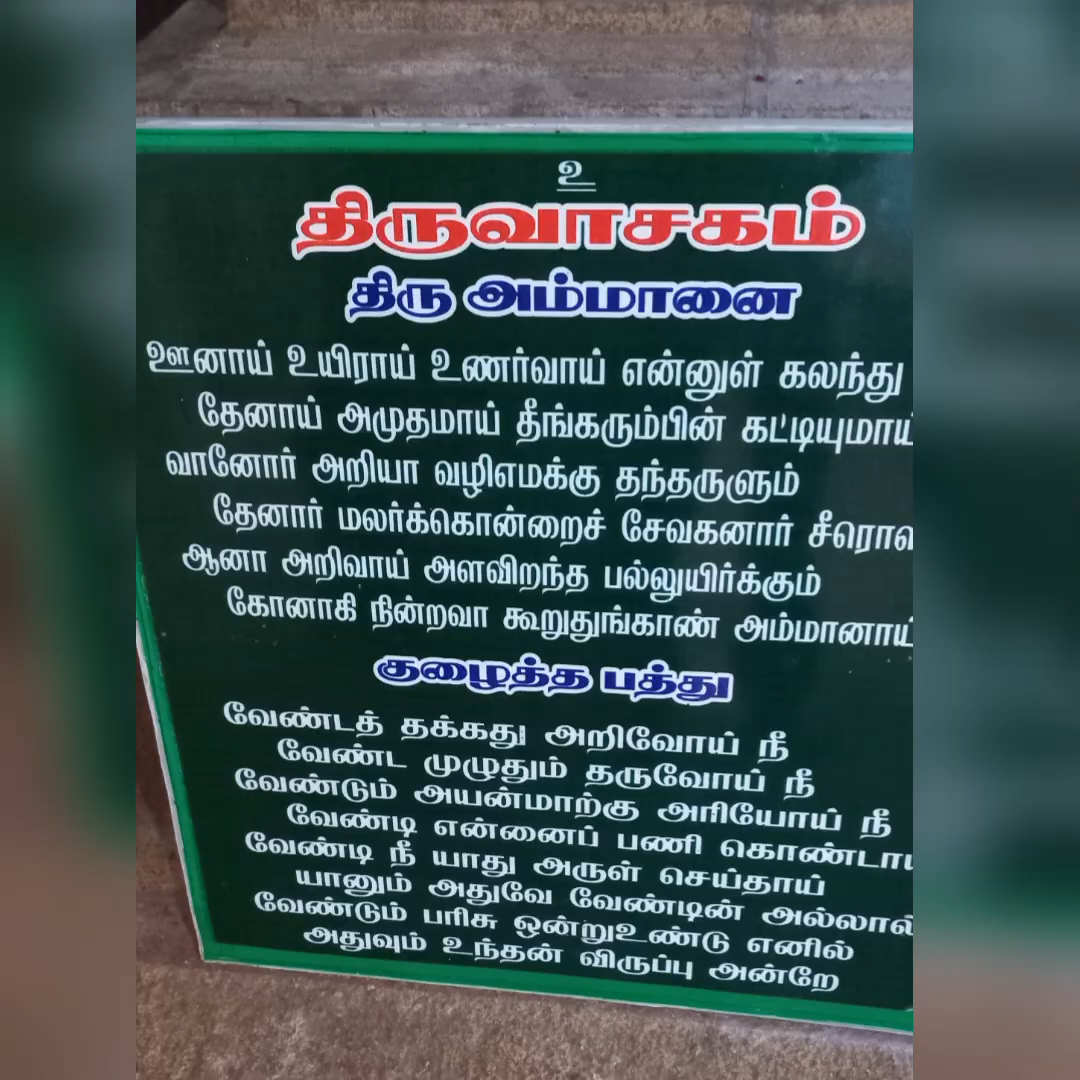 உ
திருவாசகம்
திரு அம்மானை
ஊனாய் உயிராய் உணர்வாய் என்னுள் கலந்து
தேனாய் அமுதமாய் தீங்கரும்பின் கட்டியுமாய்
வானோர் அறியா வழிஎமக்கு தந்தருளும்
தேனார் மலர்க்கொன்றைச் சேவகனார்
ஆனா அறிவாய் அளவிறந்த பல்லுயிர்க்கும்
கோனாகி நின்றவா கூறுதுங்காண் அம்மானாய்
குழைத்த பத்து
வேண்டத் தக்கது அறிவோய் நீ
வேண்ட முழுதும் தருவோய் நீ
வேண்டும் அயன்மாற்கு அரியோய் நீ
வேண்டி என்னைப் பணி கொண்டாய்
வேண்டி நீ யாது அருள் செய்தாய்
யானும் அதுவே வேண்டின் அல்லால்
வேண்டும் பரிசு ஒன்றுஉண்டு எனில்
அதுவும் உந்தன் விருப்பு அன்றே